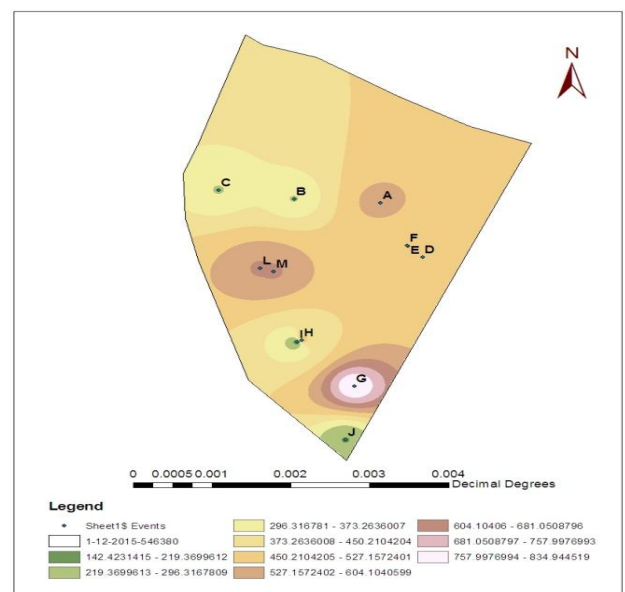 N
C
B
A
F
E D
L M
I H
G
J
0 0.0005 0.001 0.002 0.003 0.004
Decimal Degrees
Legend
Sheet1$ Events
1-12-2015-546380
142.4231415 - 219.3699612
219.3699613 - 296.3167809
296.316781 - 373.2636007
373.2636008 - 450.2104204
450.2104205 - 527.1572401
527.1572402 - 604.1040599
604.10406 - 681.0508796
681.0508797 - 757.9976993
757.9976994 - 834.944519